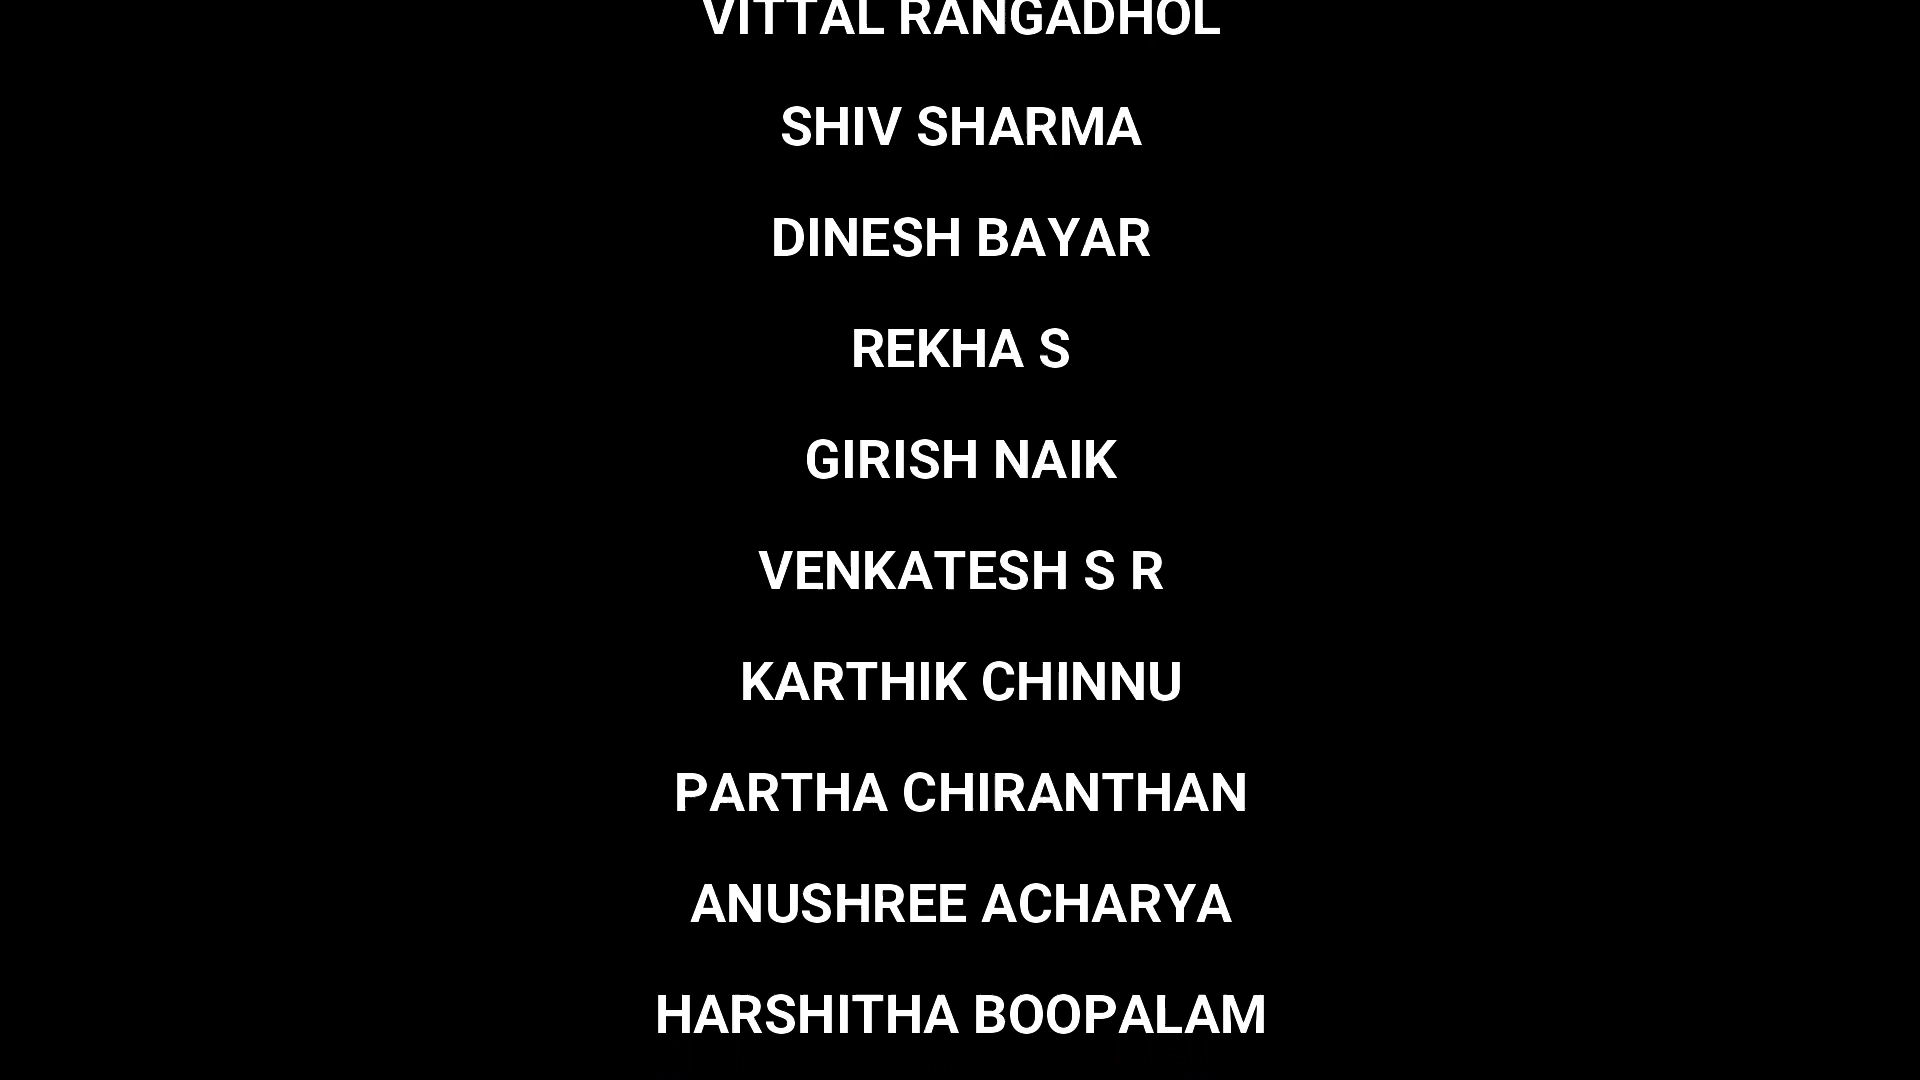 VITTAL RANGADHOL
SHIV SHARMA
DINESH BAYAR
REKHA S
GIRISH NAIK
VENKATESH S R
KARTHIK CHINNU
PARTHA CHIRANTHAN
ANUSHREE ACHARYA
HARSHITHA BOOPALAM